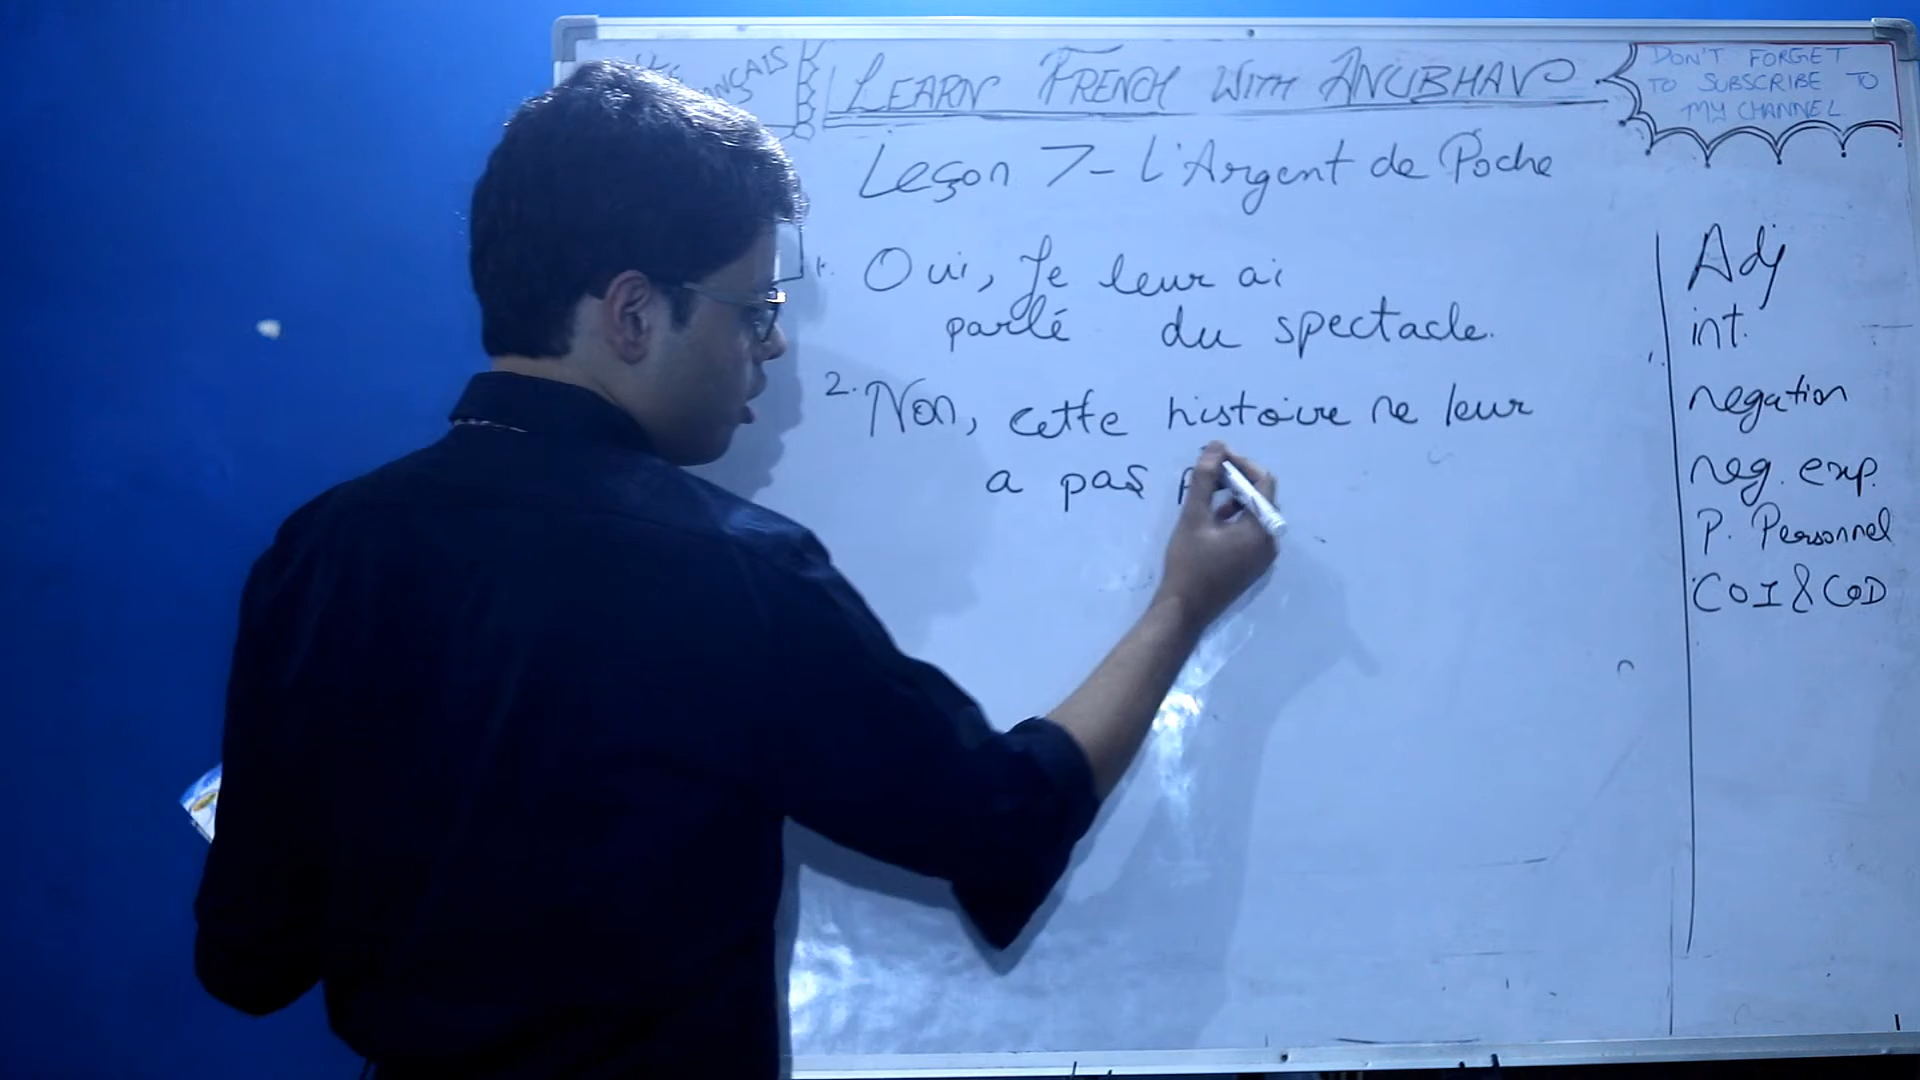 LEARN FRENCH WITH ANUBHAV
DON'T FORGET
TO SUBSCRIBE TO
MY CHANNEL
Leçon 7- L'Argent de Poche
1. Oui, Je leur ai
parlé du spectacle.
2. Non, cette histoire ne leur
a pas
Adj
int.
negation
neg. exp.
P. Personnel
COI & COD